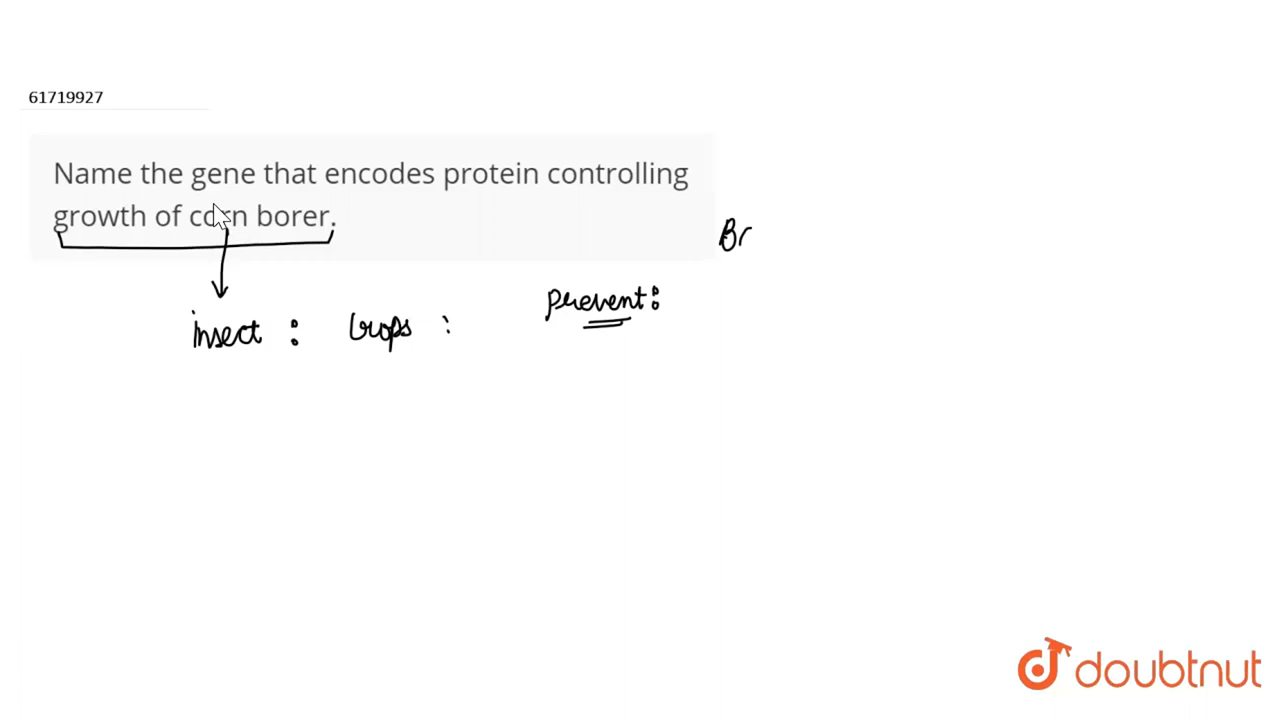 61719927
Name the gene that encodes protein controlling
growth of corn borer.
Br
prevent:
insect : Crops :
doubtnut